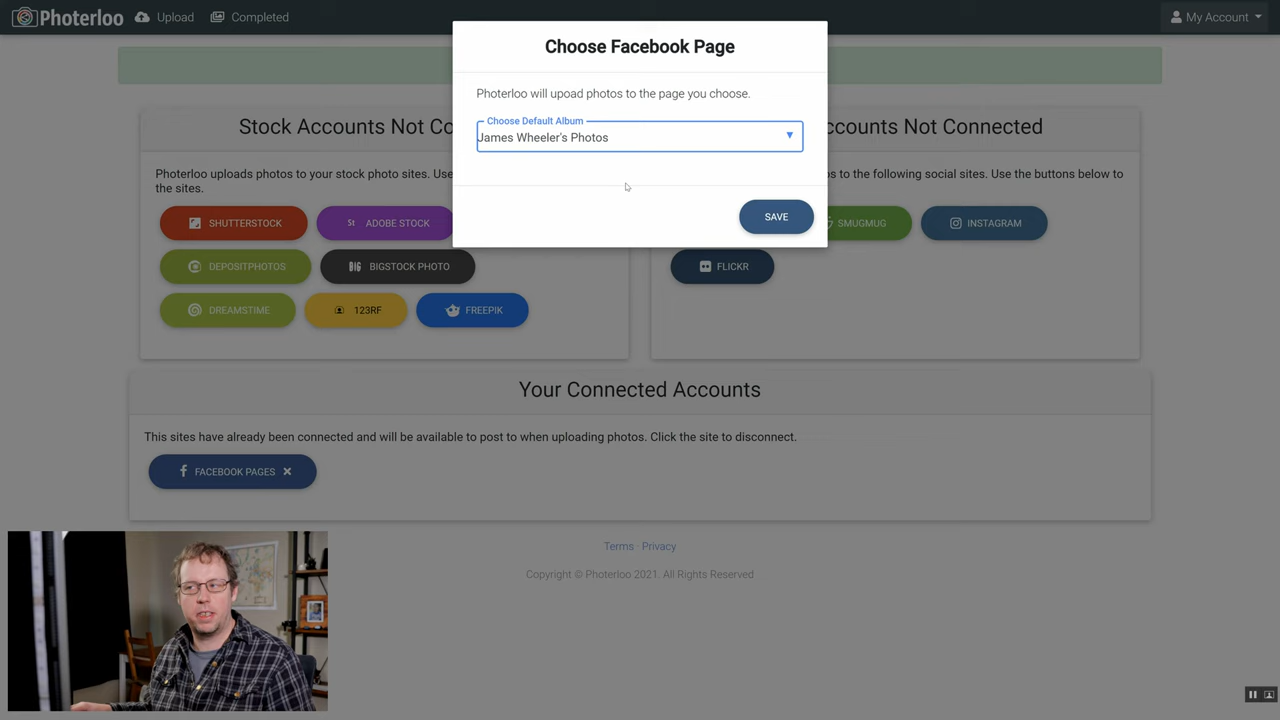 Photerloo
Upload
Completed
My Account
Choose Facebook Page
Photerloo will upoad photos to the page you choose.
Choose Default Album
James Wheeler's Photos
SAVE
Stock Accounts Not Co
Photerloo uploads photos to your stock photo sites. Use
the sites.
SHUTTERSTOCK
St ADOBE STOCK
DEPOSITPHOTOS
BIGSTOCK PHOTO
DREAMSTIME
123RF
FREEPIK
ccounts Not Connected
os to the following social sites. Use the buttons below to
SMUGMUG
INSTAGRAM
FLICKR
Your Connected Accounts
This sites have already been connected and will be available to post to when uploading photos. Click the site to disconnect.
FACEBOOK PAGES
Terms · Privacy
Copyright © Photerloo 2021. All Rights Reserved